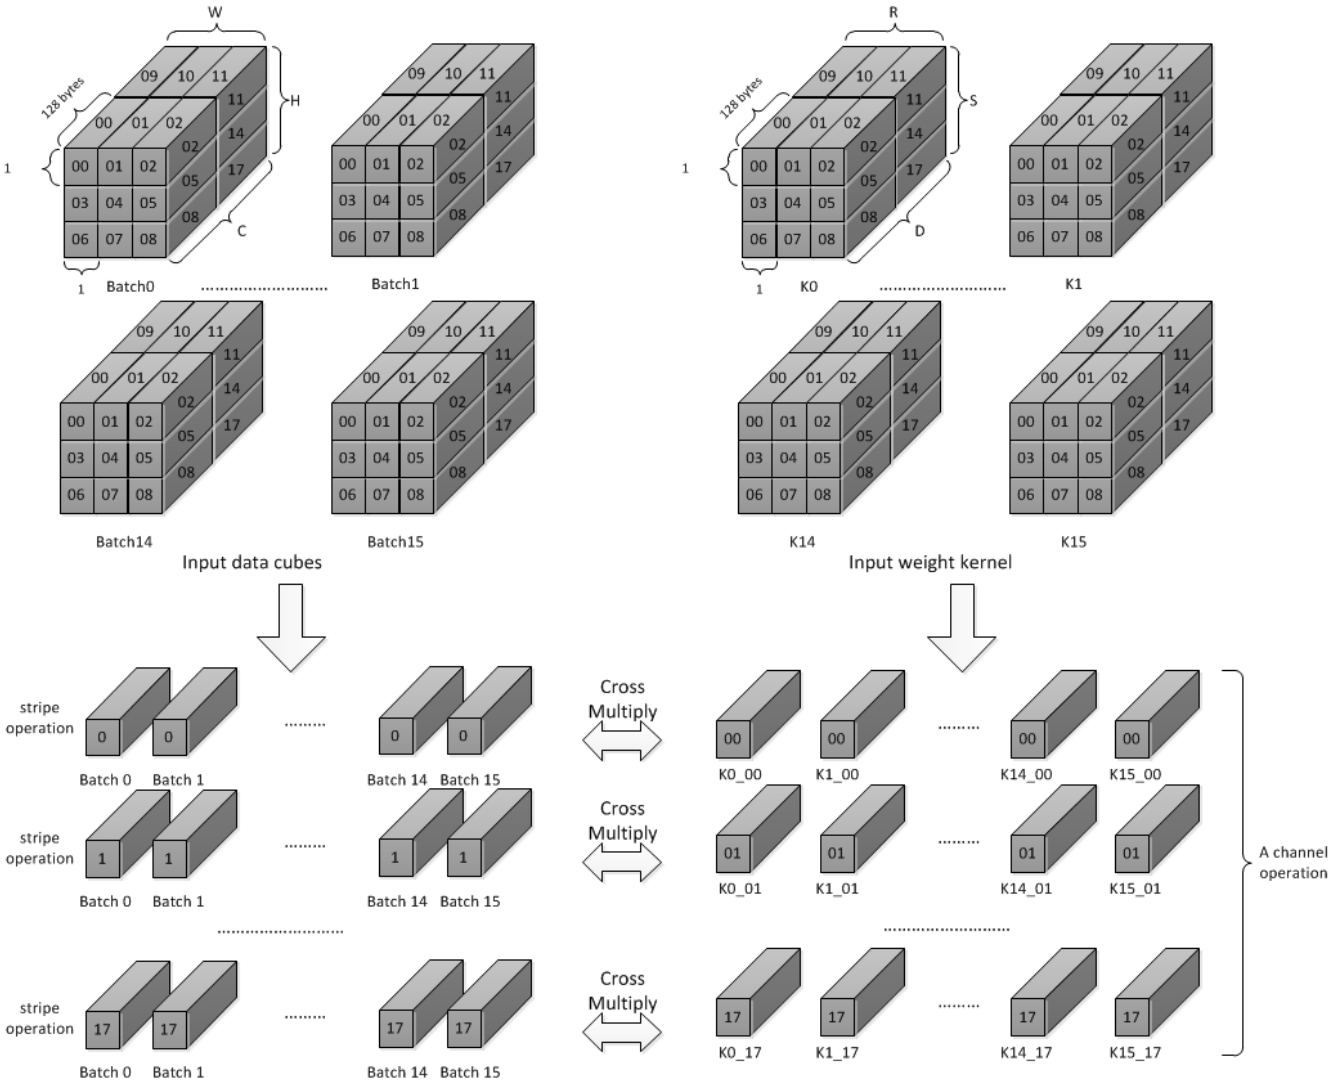 W
R
09 10 11
09 10 11
09 10 11
09 10 11
128 bytes
128 bytes
H
S
11
11
11
11
00 01 02
00 01 02
00 01 02
00 01 02
14
14
14
14
1
00 01 02
02
17
00 01 02
02
17
1
00 01 02
02
17
00 01 02
02
17
03 04 05
05
03 04 05
05
03 04 05
05
03 04 05
05
06 07 08
08
06 07 08
08
06 07 08
08
06 07 08
08
C
D
1
Batch0
........................
Batch1
1
K0
........................
K1
09 10 11
09 10 11
09 10 11
09 10 11
11
11
11
11
00 01 02
00 01 02
00 01 02
00 01 02
14
14
14
14
00 01 02
02
17
00 01 02
02
17
00 01 02
02
17
00 01 02
02
17
03 04 05
05
03 04 05
05
03 04 05
05
03 04 05
05
06 07 08
08
06 07 08
08
06 07 08
08
06 07 08
08
Batch14
Batch15
K14
K15
Input data cubes
Input weight kernel
stripe
operation
0 0 ......... 0 0
Cross
Multiply
00 00 ......... 00 00
Batch 0 Batch 1 Batch 14 Batch 15
K0_00 K1_00 K14_00 K15_00
stripe
operation
1 1 ......... 1 1
Cross
Multiply
01 01 ......... 01 01
A channel
operation
Batch 0 Batch 1 Batch 14 Batch 15
K0_01 K1_01 K14_01 K15_01
........................
........................
stripe
operation
17 17 ......... 17 17
Cross
Multiply
17 17 ......... 17 17
Batch 0 Batch 1 Batch 14 Batch 15
K0_17 K1_17 K14_17 K15_17